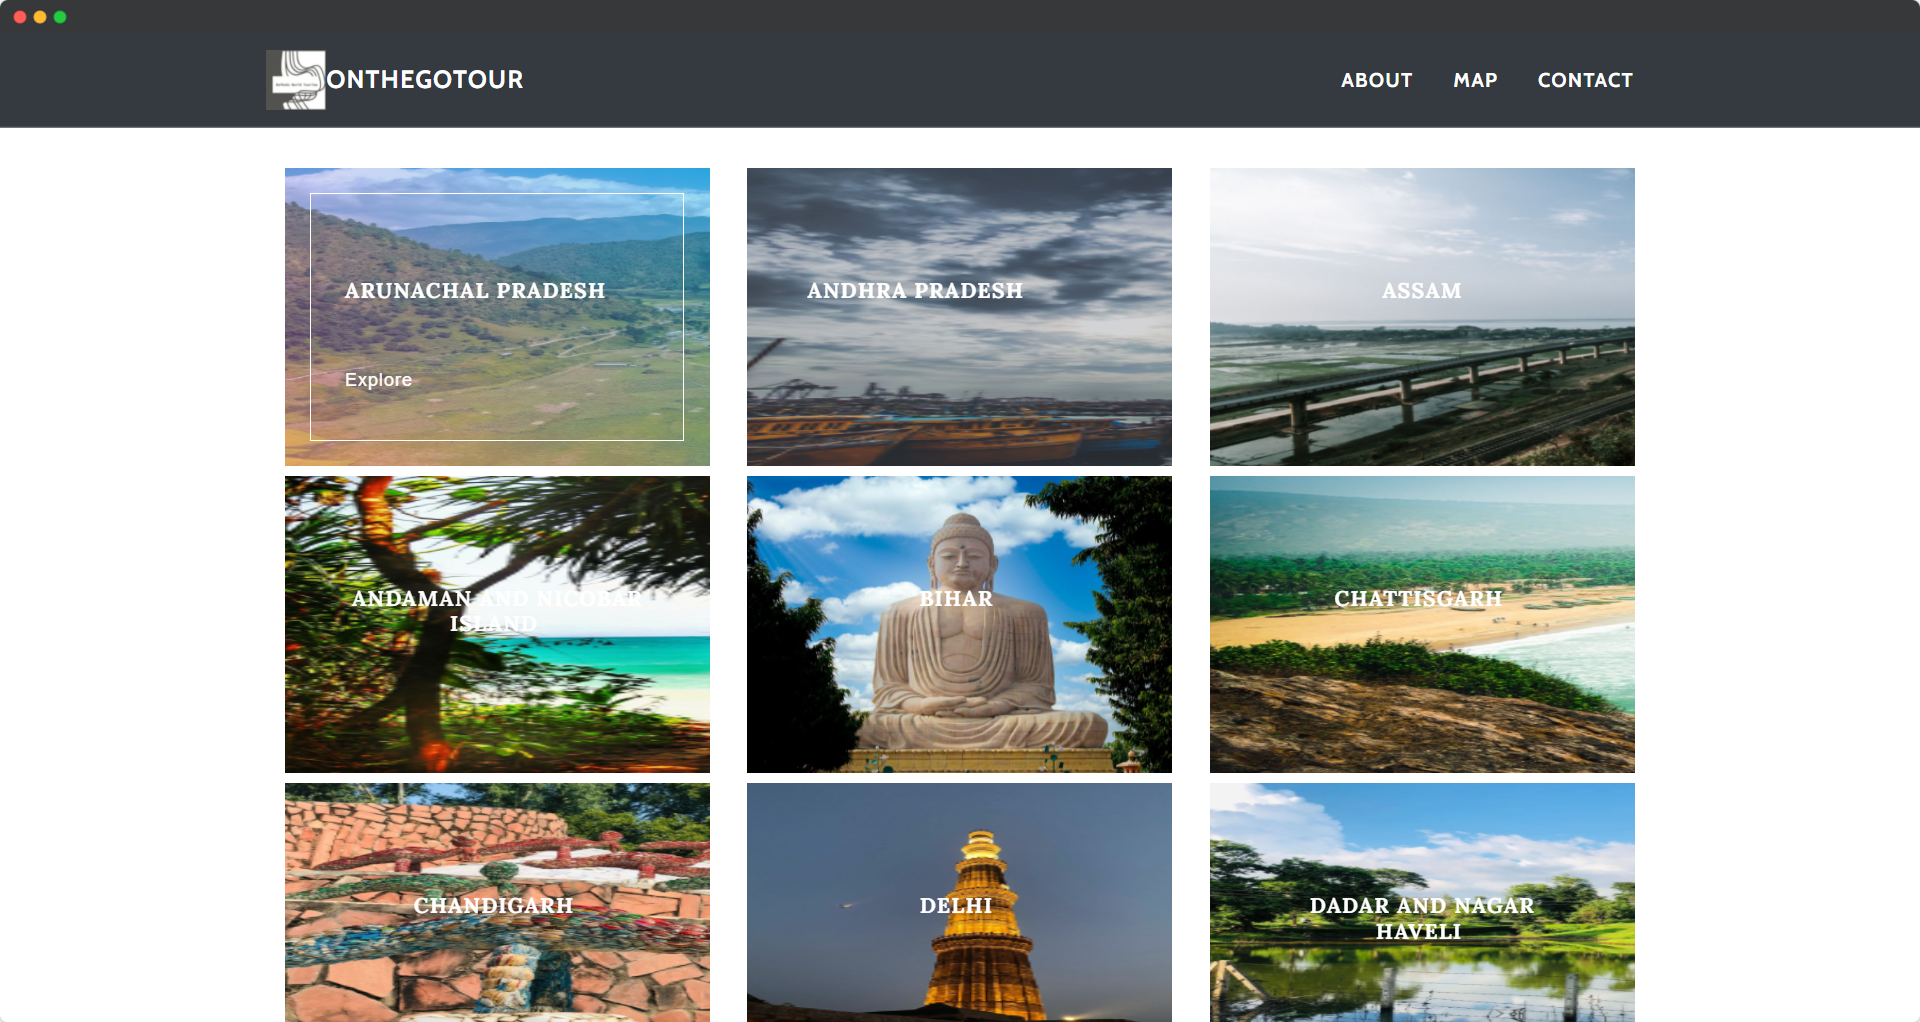 ONTHEGOTOUR
ABOUT MAP CONTACT
ARUNACHAL PRADESH
Explore
ANDHRA PRADESH
ASSAM
ANDAMAN AND NICOBAR
ISLAND
BIHAR
CHATTISGARH
CHANDIGARH
DELHI
DADAR AND NAGAR
HAVELI